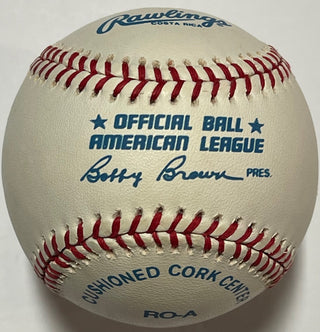 Rawlings
COSTA RICA
★ OFFICIAL BALL ★
AMERICAN LEAGUE
Bobby Brown PRES.
CUSHIONED CORK CENTER
RO-A